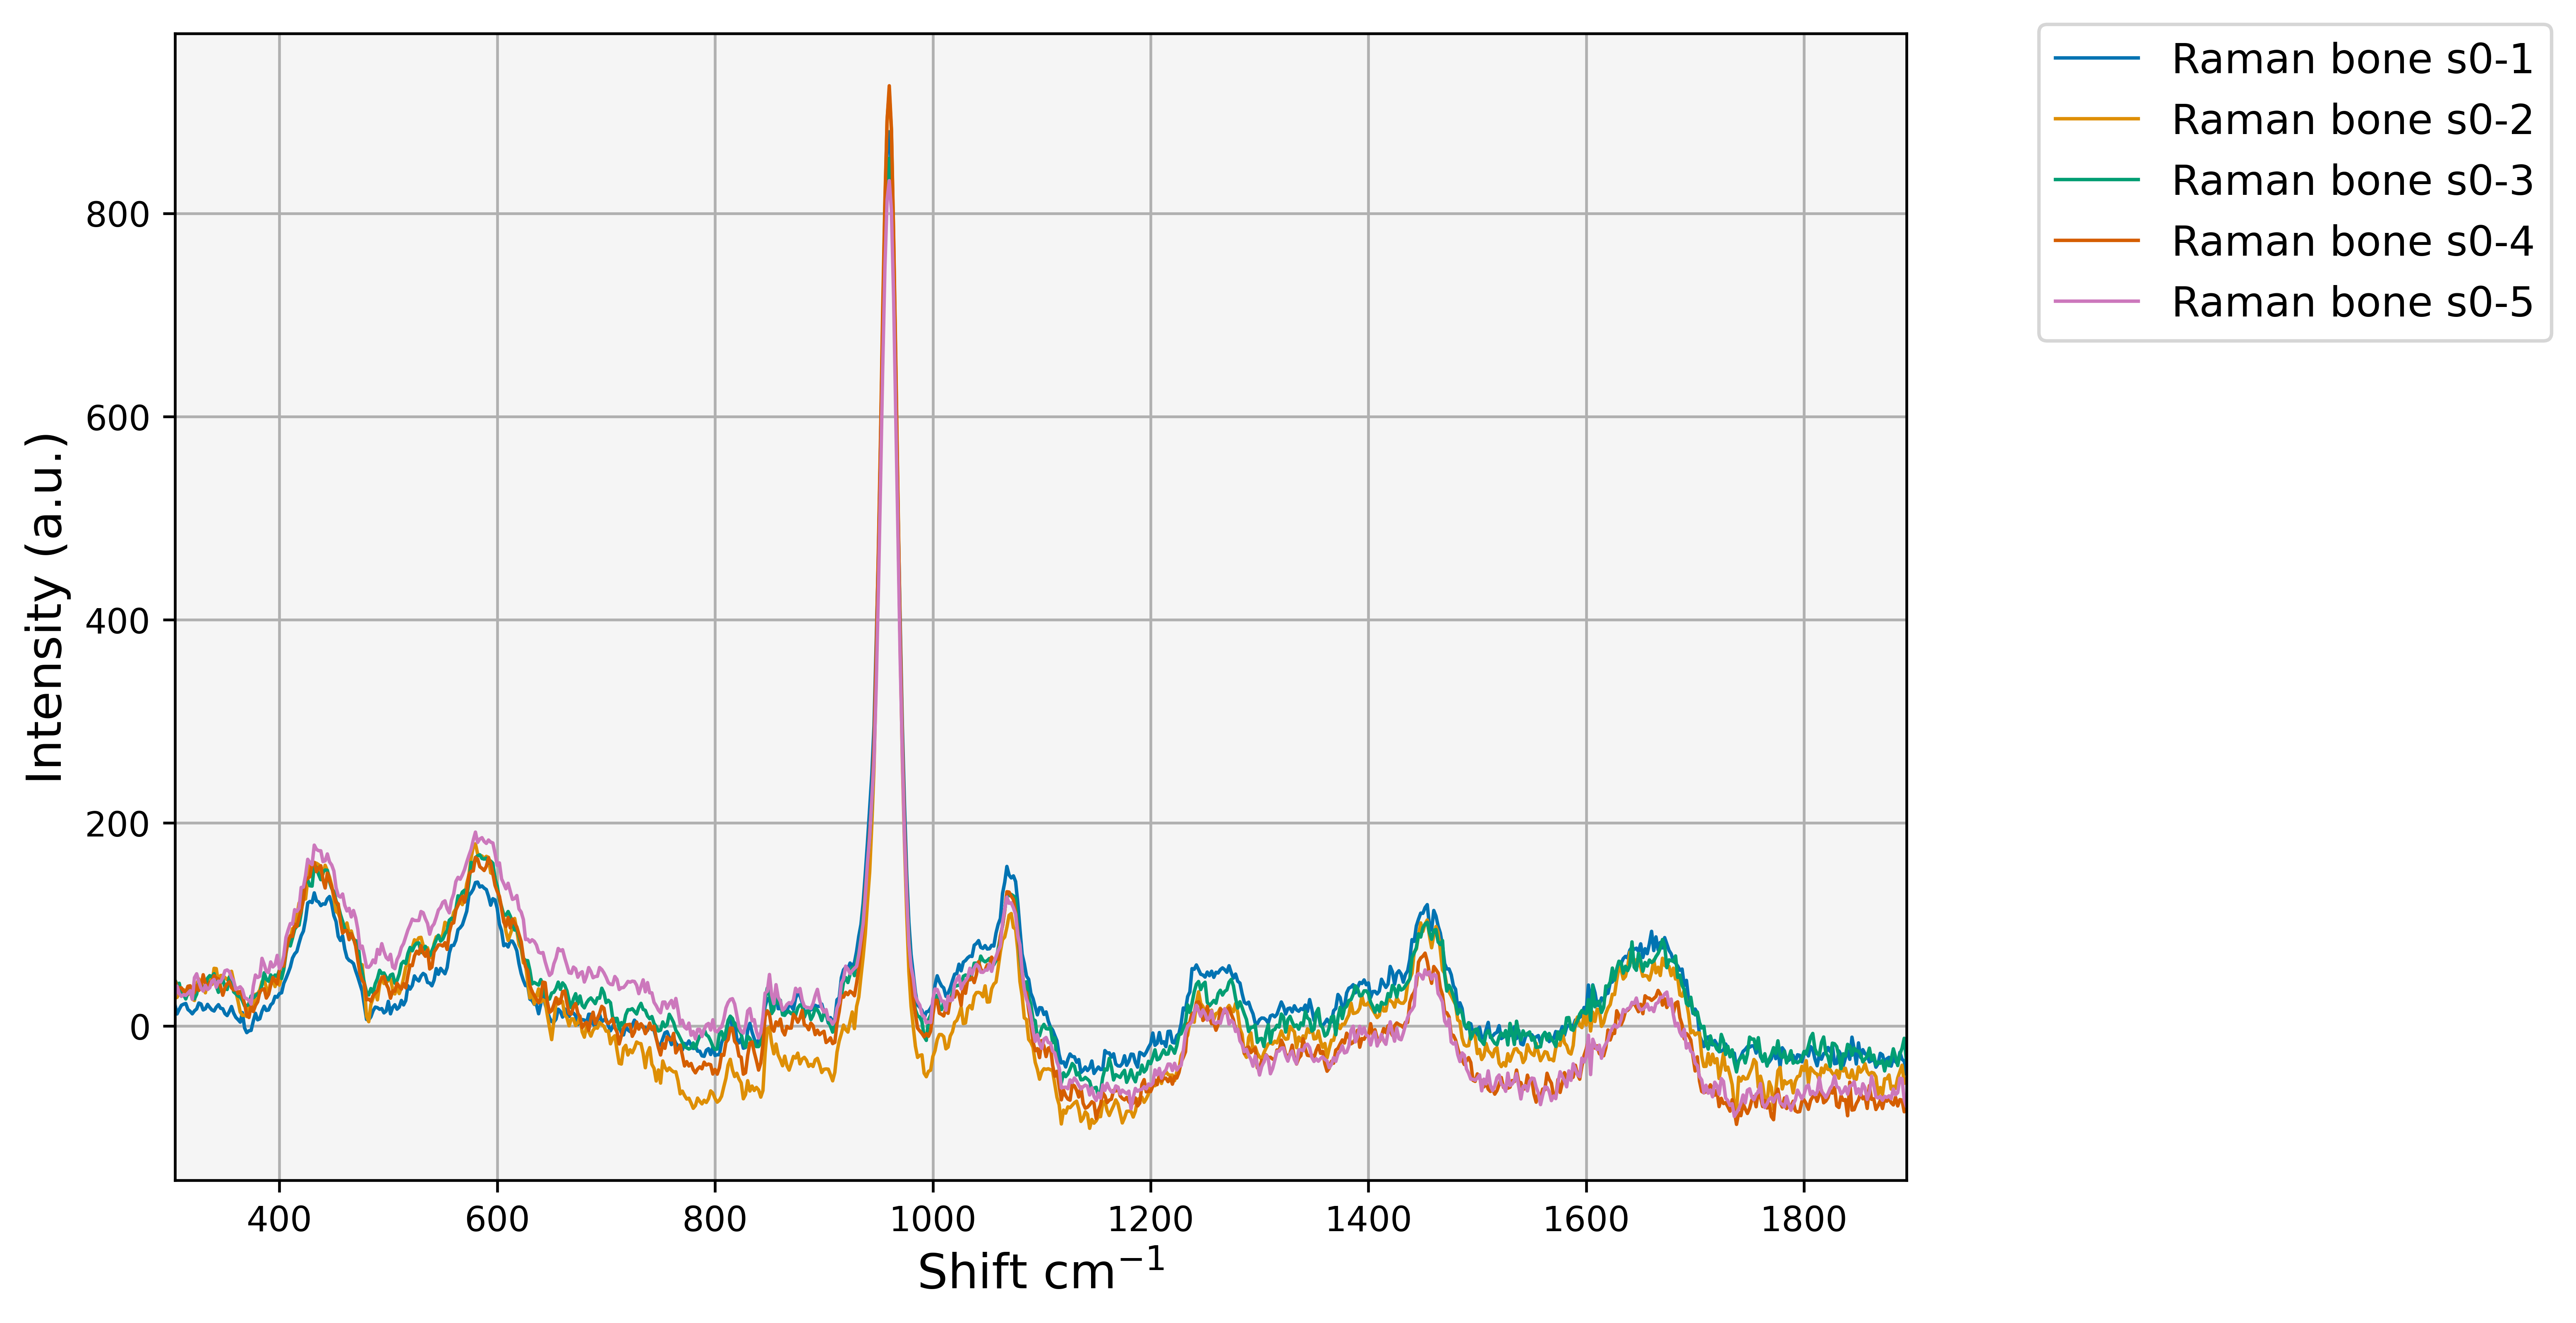 Raman bone s0-1
Raman bone s0-2
Raman bone s0-3
Raman bone s0-4
Raman bone s0-5
Intensity (a.u.)
800
600
400
200
0
400 600 800 1000 1200 1400 1600 1800
Shift cm⁻¹